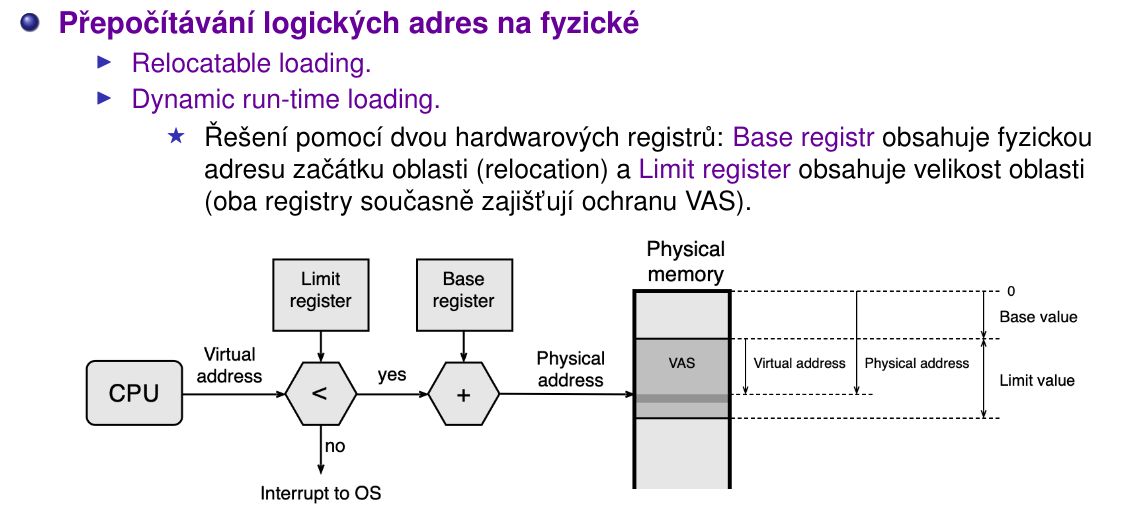 Přepočítávání logických adres na fyzické
Relocatable loading.
Dynamic run-time loading.
Řešení pomocí dvou hardwarových registrů: Base registr obsahuje fyzickou
adresu začátku oblasti (relocation) a Limit register obsahuje velikost oblasti
(oba registry současně zajišťují ochranu VAS).
Physical
memory
Limit
register
Base
register
0
Base value
Virtual
address
yes
Physical
address
VAS
Virtual address
Physical address
CPU
<
+
Limit value
no
Interrupt to OS